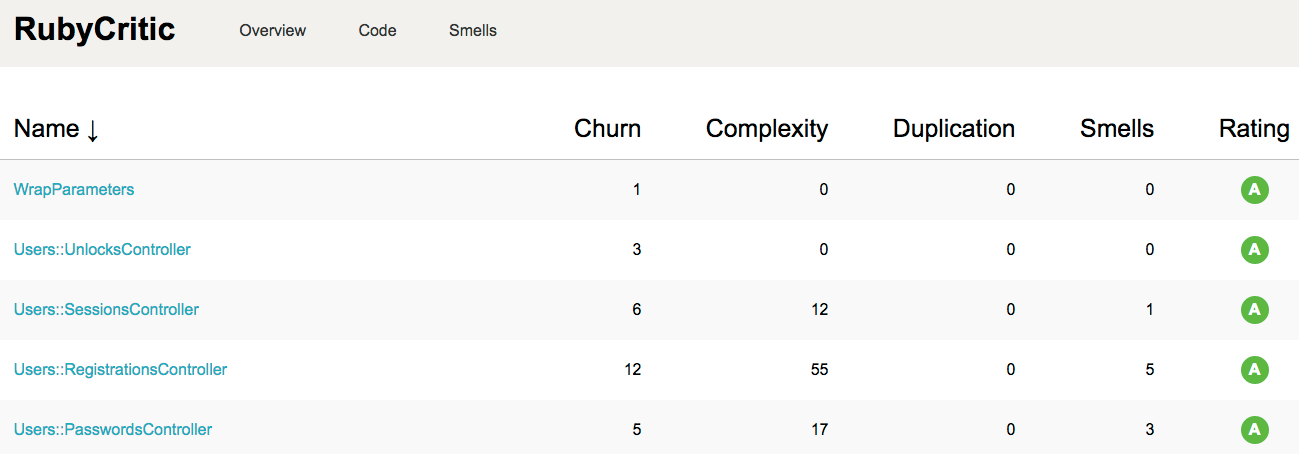 RubyCritic Overview Code Smells
Name ↓ Churn Complexity Duplication Smells Rating
WrapParameters 1 0 0 0 A
Users::UnlocksController 3 0 0 0 A
Users::SessionsController 6 12 0 1 A
Users::RegistrationsController 12 55 0 5 A
Users::PasswordsController 5 17 0 3 A